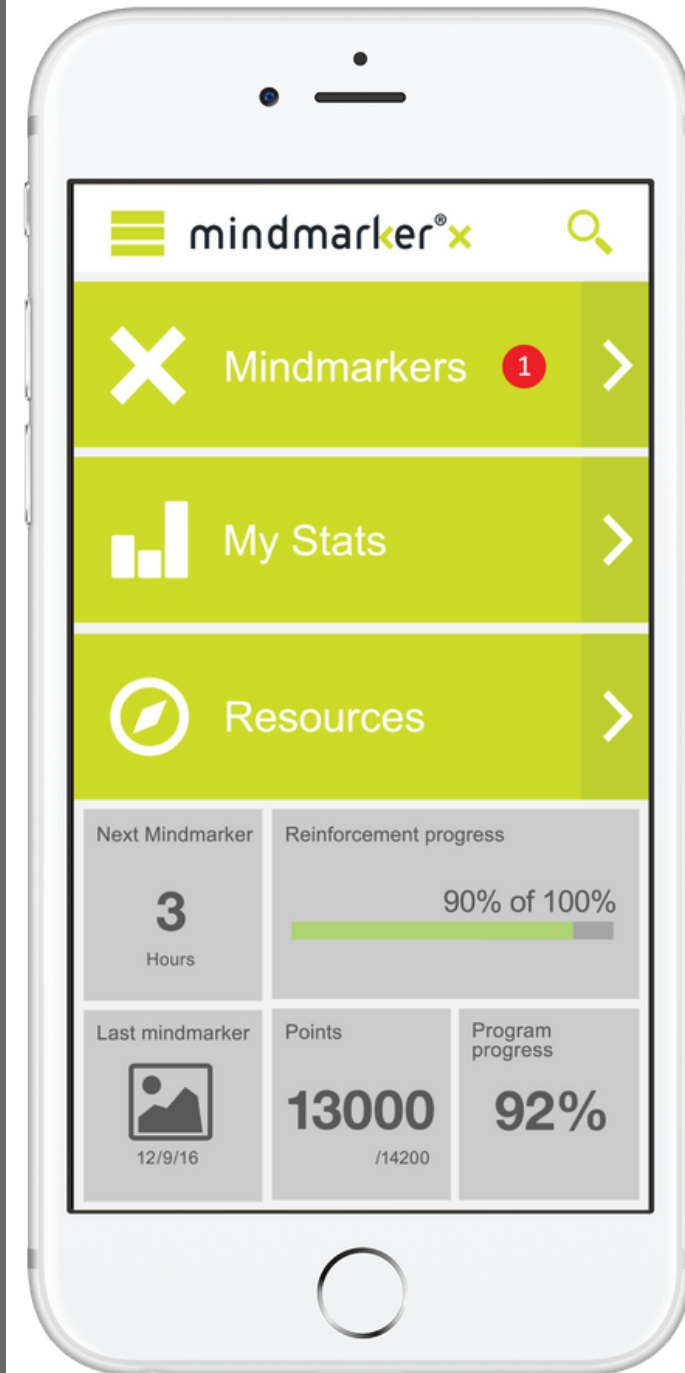 mindmarker®x
Mindmarkers 1
My Stats
Resources
Next Mindmarker
3
Hours
Reinforcement progress
90% of 100%
Last mindmarker
12/9/16
Points
13000
/14200
Program
progress
92%